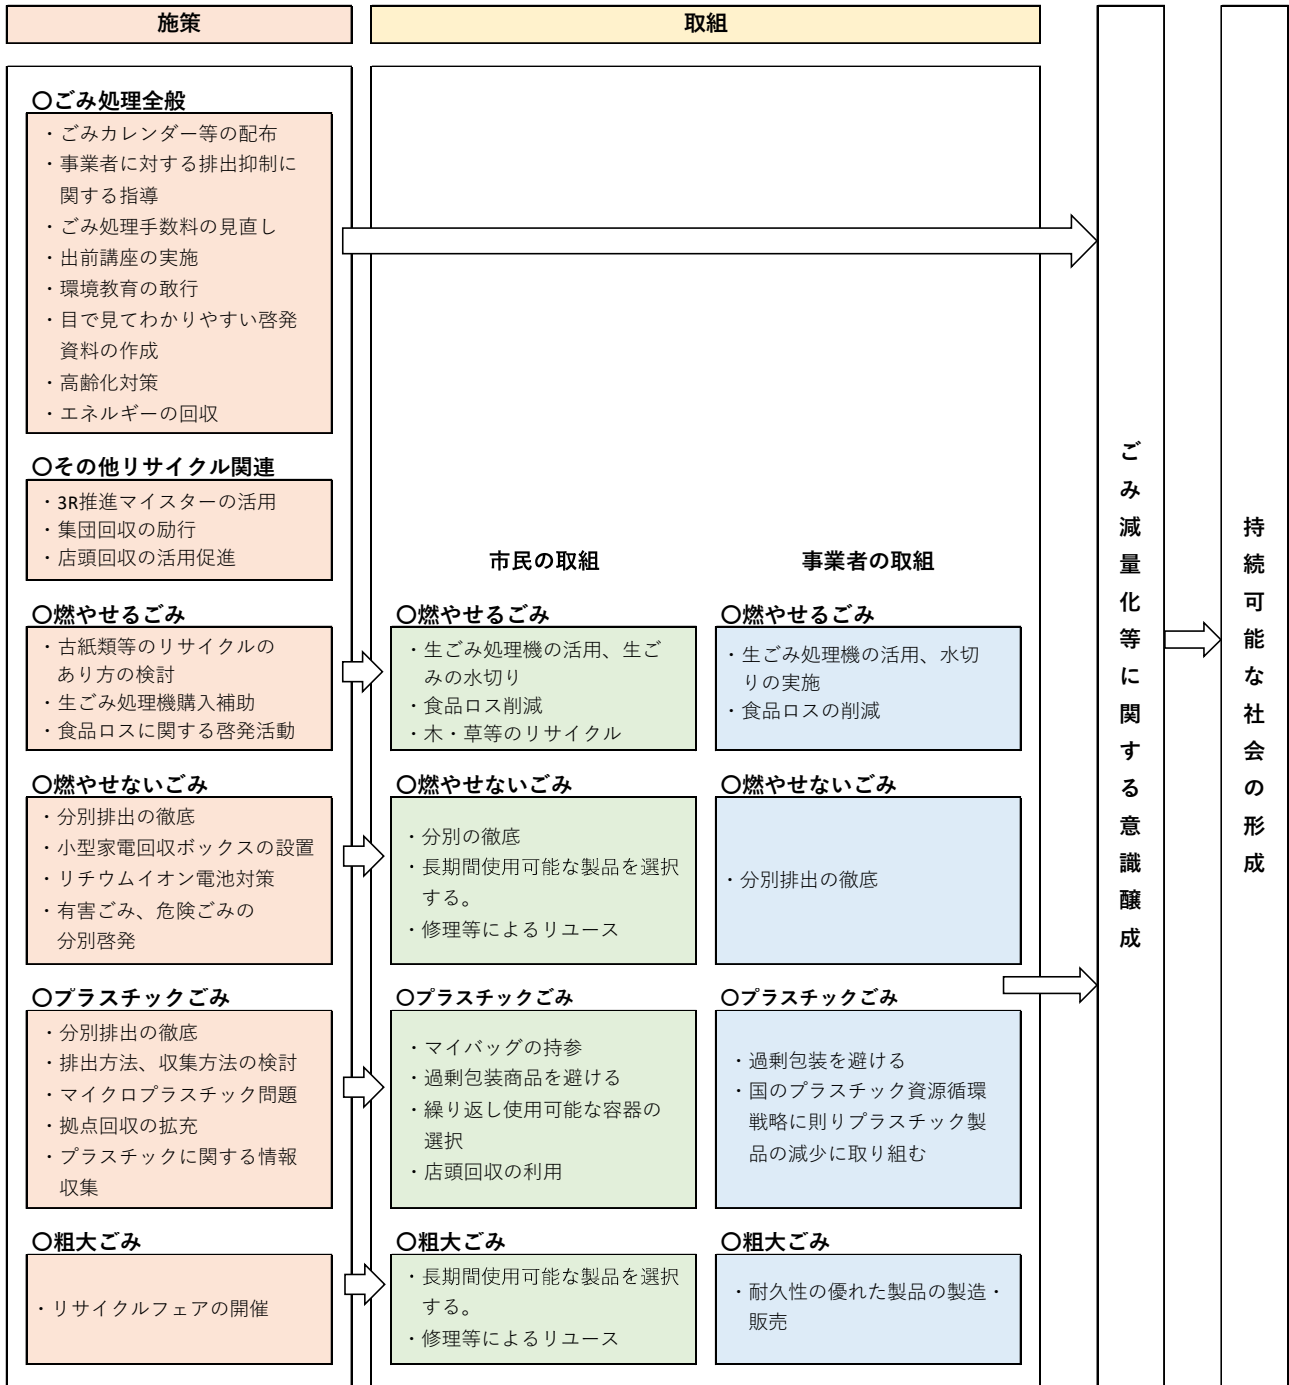 施策
取組
〇ごみ処理全般
・ごみカレンダー等の配布
・事業者に対する排出抑制に
関する指導
・ごみ処理手数料の見直し
・出前講座の実施
・環境教育の敢行
・目で見てわかりやすい啓発
資料の作成
・高齢化対策
・エネルギーの回収
〇その他リサイクル関連
・3R推進マイスターの活用
・集団回収の励行
・店頭回収の活用促進
〇燃やせるごみ
・古紙類等のリサイクルの
あり方の検討
・生ごみ処理機購入補助
・食品ロスに関する啓発活動
〇燃やせないごみ
・分別排出の徹底
・小型家電回収ボックスの設置
・リチウムイオン電池対策
・有害ごみ、危険ごみの
分別啓発
〇プラスチックごみ
・分別排出の徹底
・排出方法、収集方法の検討
・マイクロプラスチック問題
・拠点回収の拡充
・プラスチックに関する情報
収集
〇粗大ごみ
・リサイクルフェアの開催
市民の取組
〇燃やせるごみ
・生ごみ処理機の活用、生ご
みの水切り
・食品ロス削減
・木・草等のリサイクル
〇燃やせないごみ
・分別の徹底
・長期間使用可能な製品を選択
する。
・修理等によるリユース
〇プラスチックごみ
・マイバッグの持参
・過剰包装商品を避ける
・繰り返し使用可能な容器の
選択
・店頭回収の利用
〇粗大ごみ
・長期間使用可能な製品を選択
する。
・修理等によるリユース
事業者の取組
〇燃やせるごみ
・生ごみ処理機の活用、水切
りの実施
・食品ロスの削減
〇燃やせないごみ
・分別排出の徹底
〇プラスチックごみ
・過剰包装を避ける
・国のプラスチック資源循環
戦略に則りプラスチック製
品の減少に取り組む
〇粗大ごみ
・耐久性の優れた製品の製造・
販売
ごみ減量化等に関する意識醸成
持続可能な社会の形成